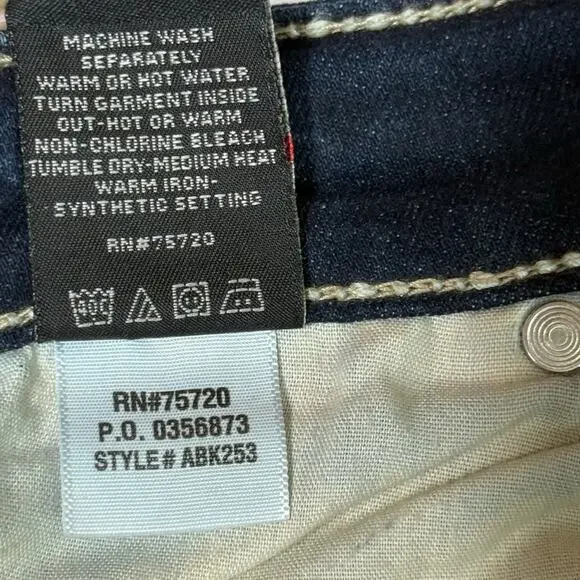 MACHINE WASH
SEPARATELY
WARM OR HOT WATER
TURN GARMENT INSIDE
OUT-HOT OR WARM
NON-CHLORINE BLEACH
TUMBLE DRY-MEDIUM HEAT
WARM IRON-
SYNTHETIC SETTING
RN#75720
30C
RN#75720
P.O. 0356873
STYLE# ABK253